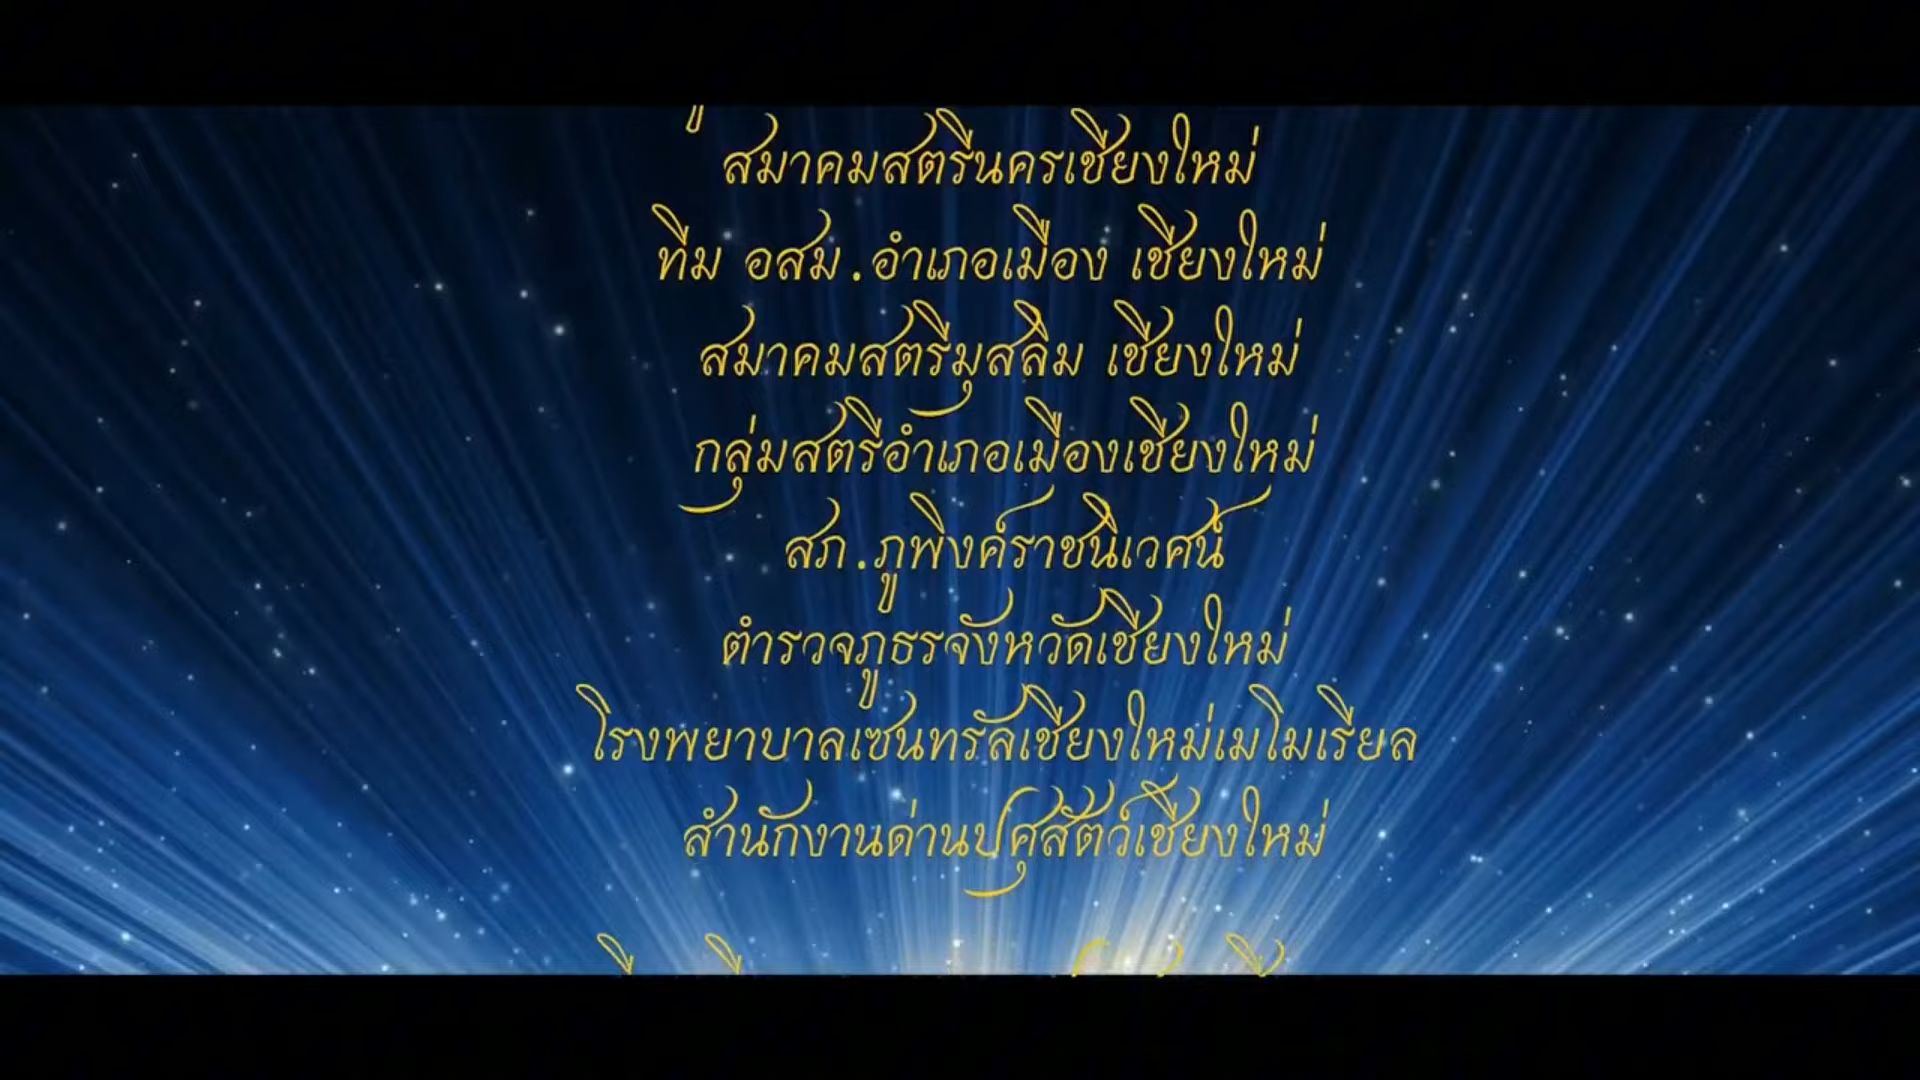 สมาคมสตรีนครเชียงใหม่
ทีม อสม.อำเภอเมือง เชียงใหม่
สมาคมสตรีมุสลิม เชียงใหม่
กลุ่มสตรีอำเภอเมืองเชียงใหม่
สภ.ภูพิงค์ราชนิเวศน์
ตำรวจภูธรจังหวัดเชียงใหม่
โรงพยาบาลเซนทรัลเชียงใหม่เมโมเรียล
สำนักงานด่านปศุสัตว์เชียงใหม่